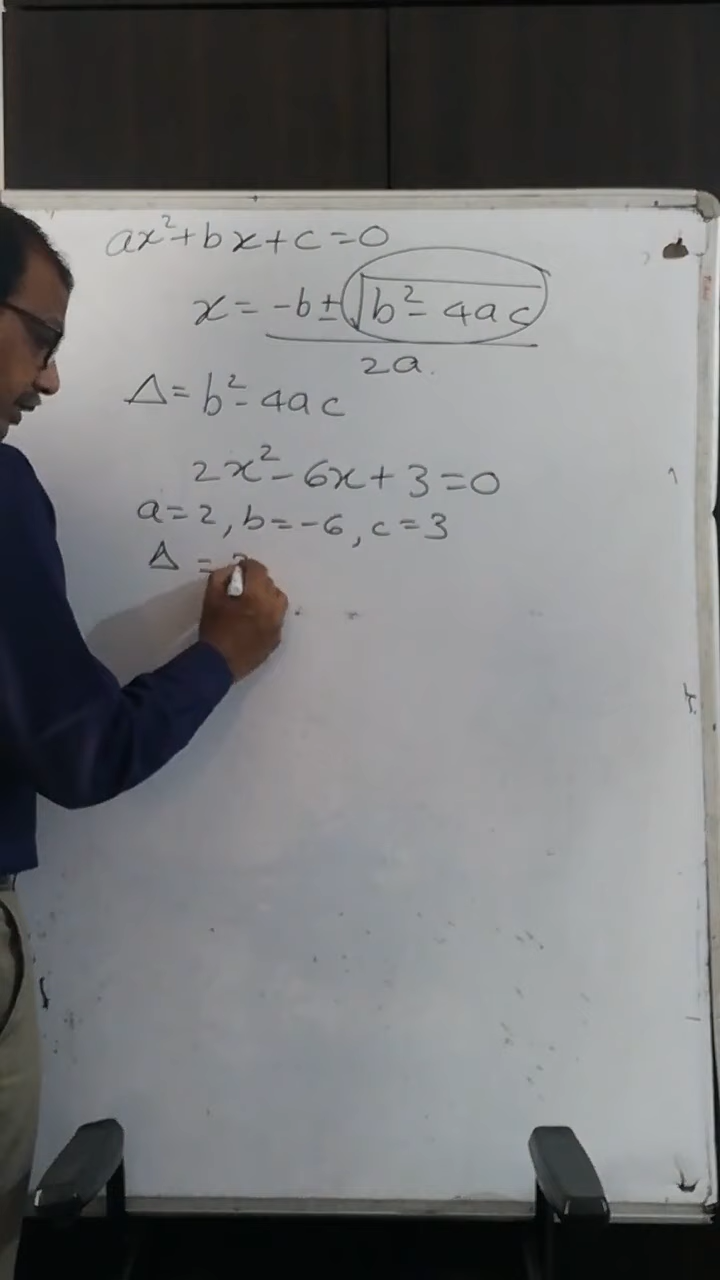 ax²+bx+c=0
x = -b ± √b²-4ac
2a.
Δ = b²-4ac
2x²-6x+3=0
a=2, b=-6, c=3
Δ =